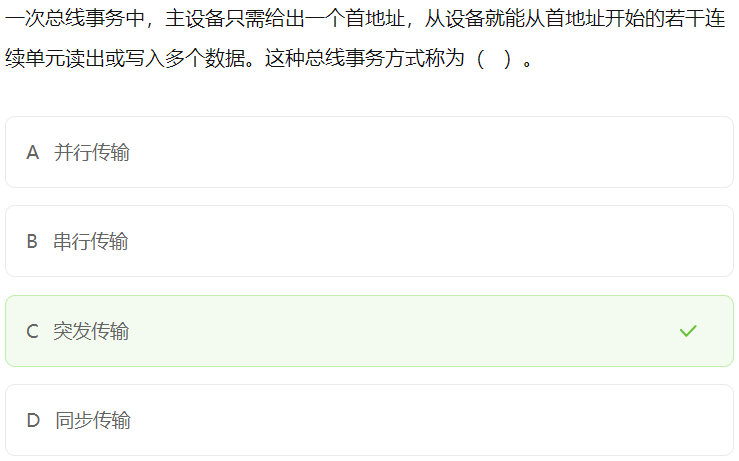 一次总线事务中，主设备只需给出一个首地址，从设备就能从首地址开始的若干连
续单元读出或写入多个数据。这种总线事务方式称为（　）。
A 并行传输
B 串行传输
C 突发传输
D 同步传输